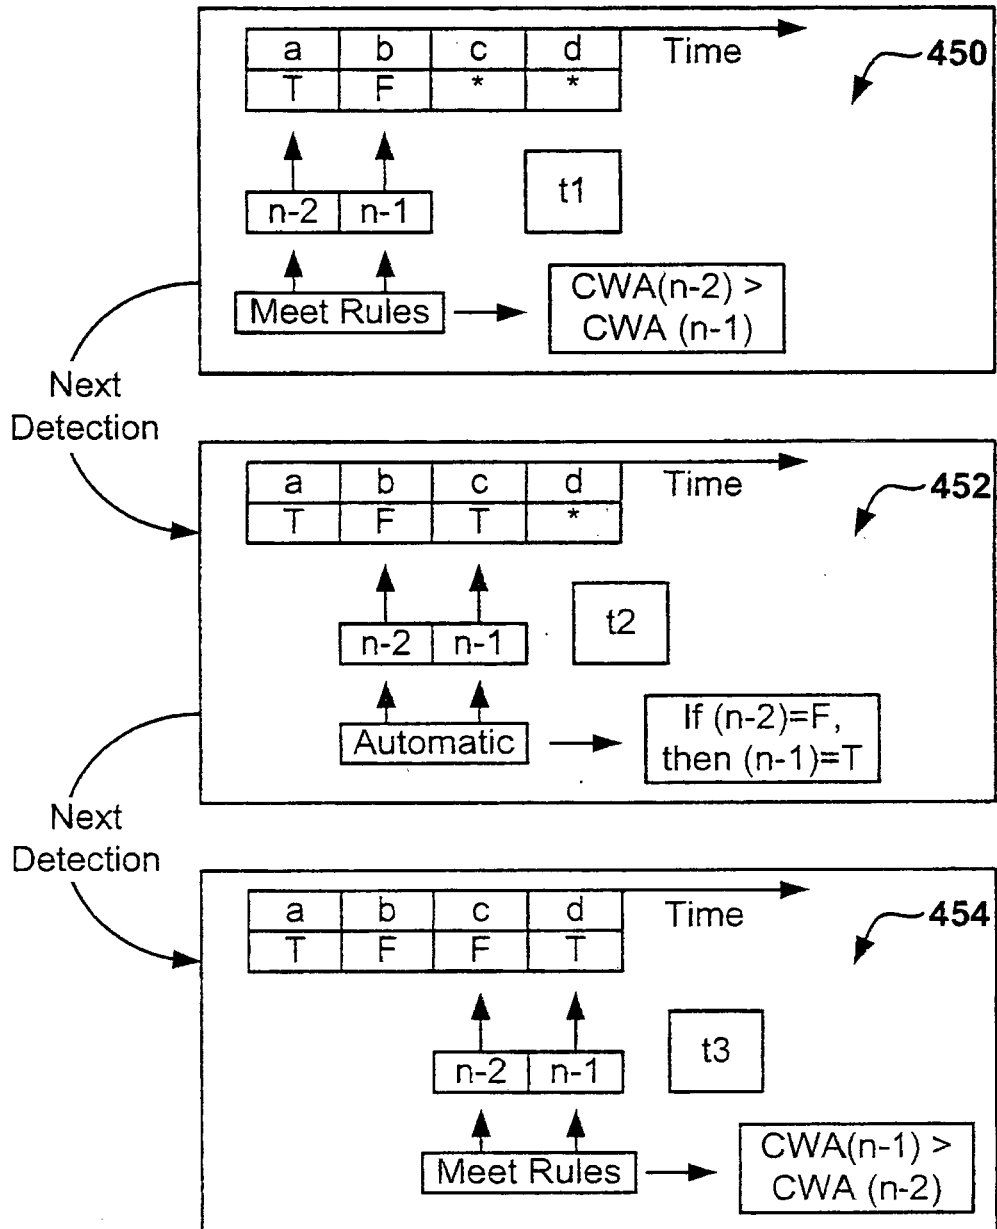 a b c d
Time
T F * *
450
n-2 n-1
t1
Meet Rules
CWA(n-2) >
CWA (n-1)
Next
Detection
a b c d
Time
T F T *
452
n-2 n-1
t2
Automatic
If (n-2)=F,
then (n-1)=T
Next
Detection
a b c d
Time
T F F T
454
n-2 n-1
t3
Meet Rules
CWA(n-1) >
CWA (n-2)